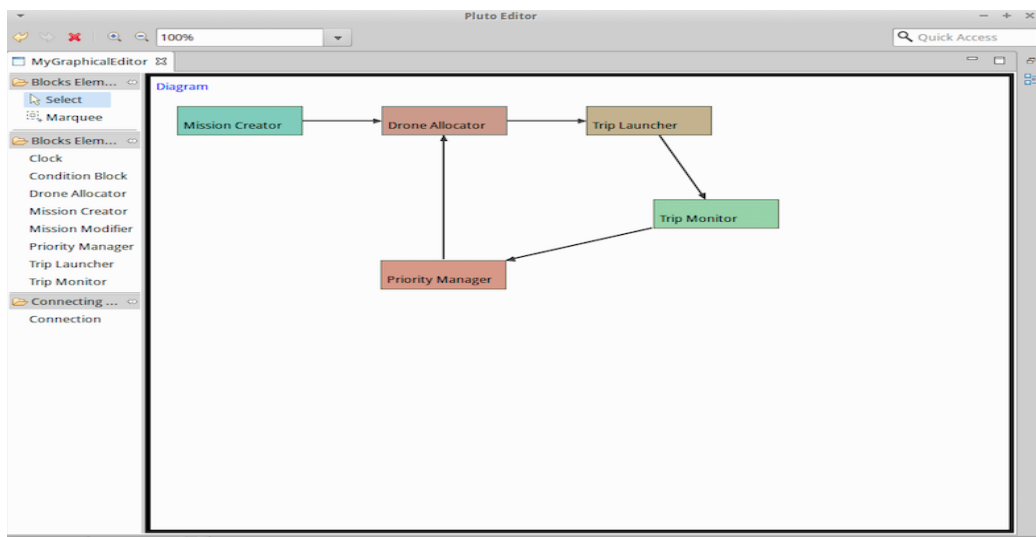 Pluto Editor
100%
Quick Access
MyGraphicalEditor
Blocks Elem...
Select
Marquee
Blocks Elem...
Clock
Condition Block
Drone Allocator
Mission Creator
Mission Modifier
Priority Manager
Trip Launcher
Trip Monitor
Connecting ...
Connection
Diagram
Mission Creator
Drone Allocator
Trip Launcher
Trip Monitor
Priority Manager